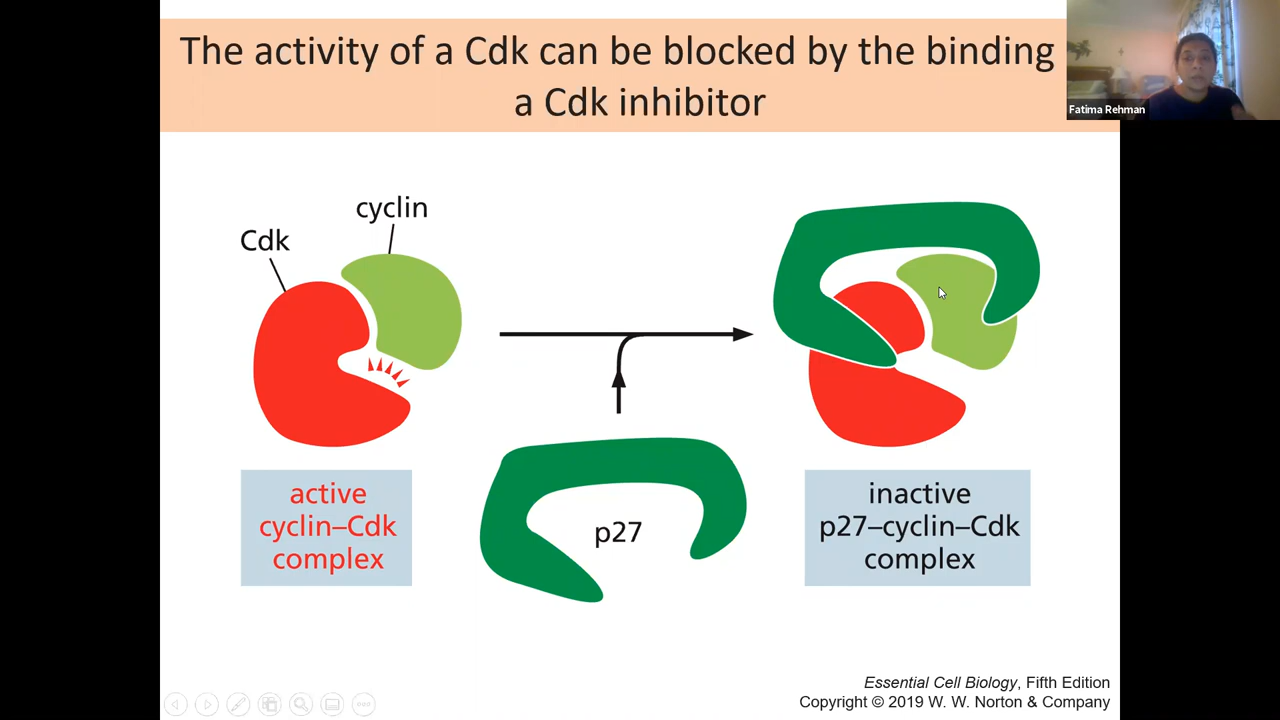 The activity of a Cdk can be blocked by the binding
a Cdk inhibitor
Fatima Rehman
cyclin
Cdk
active
cyclin–Cdk
complex
p27
inactive
p27–cyclin–Cdk
complex
Essential Cell Biology, Fifth Edition
Copyright © 2019 W. W. Norton & Company